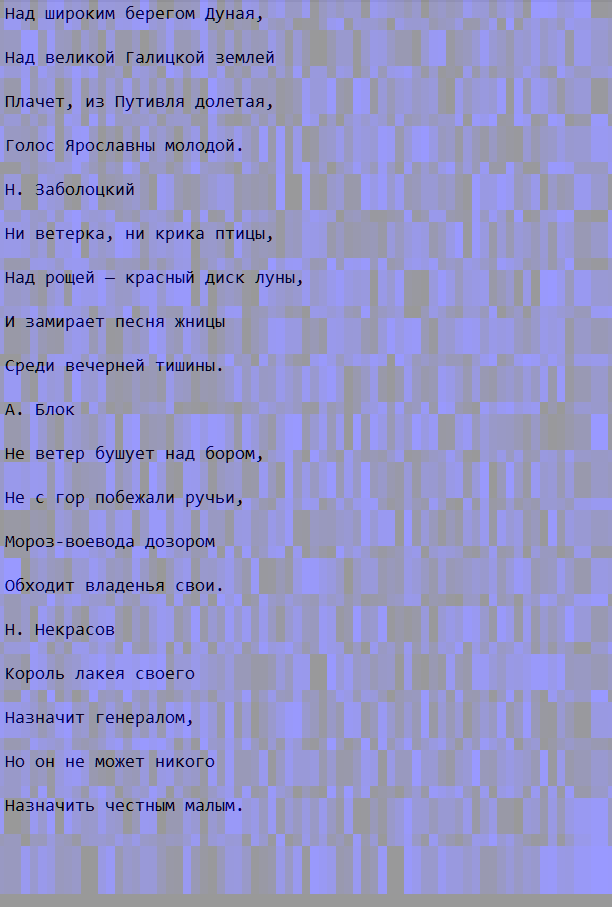 Над широким берегом Дуная,
Над великой Галицкой землей
Плачет, из Путивля долетая,
Голос Ярославны молодой.
Н. Заболоцкий
Ни ветерка, ни крика птицы,
Над рощей – красный диск луны,
И замирает песня жницы
Среди вечерней тишины.
А. Блок
Не ветер бушует над бором,
Не с гор побежали ручьи,
Мороз-воевода дозором
Обходит владенья свои.
Н. Некрасов
Король лакея своего
Назначит генералом,
Но он не может никого
Назначить честным малым.